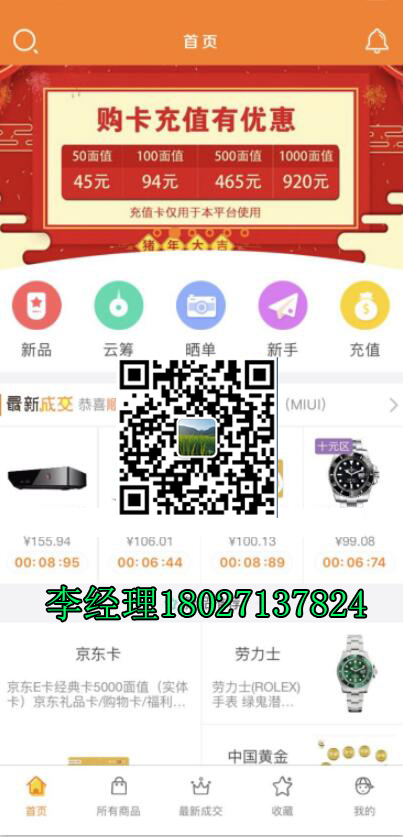 首页
购卡充值有优惠
50面值 100面值 500面值 1000面值
45元 94元 465元 920元
充值卡仅用于本平台使用
猪年大吉
新品 云筹 晒单 新手 充值
最新成交 恭喜 (MIUI)
十元区
¥155.94 ¥106.01 ¥100.13 ¥99.08
00:08:95 00:06:44 00:08:89 00:06:74
李经理18027137824
京东卡
京东E卡经典卡5000面值（实体
卡）京东礼品卡/购物卡/福利...
劳力士
劳力士(ROLEX)
手表 绿鬼潜...
中国黄金
首页 所有商品 最新成交 收藏 我的